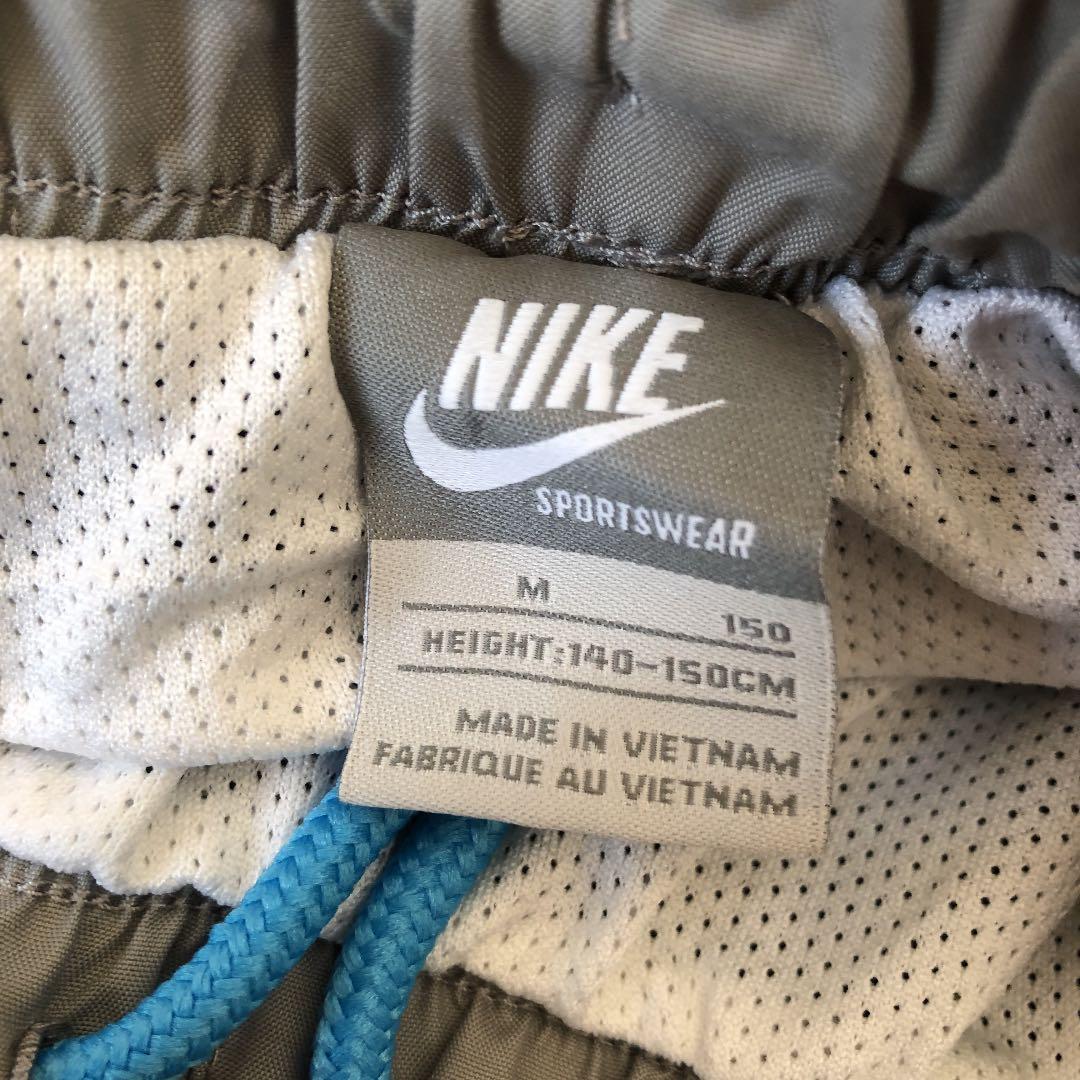 NIKE
SPORTSWEAR
M
150
HEIGHT:140-150CM
MADE IN VIETNAM
FABRIQUE AU VIETNAM